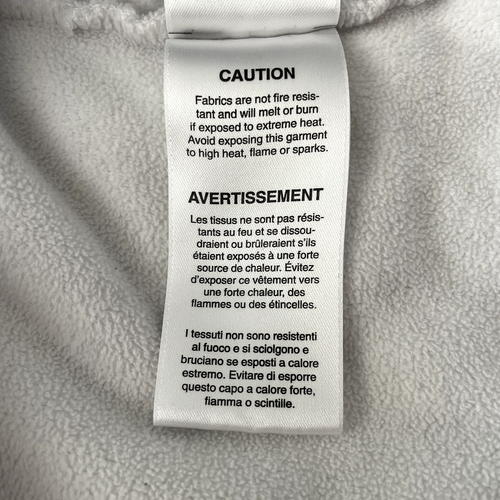 CAUTION
Fabrics are not fire resis-
tant and will melt or burn
if exposed to extreme heat.
Avoid exposing this garment
to high heat, flame or sparks.
AVERTISSEMENT
Les tissus ne sont pas résis-
tants au feu et se dissou-
draient ou brûleraient s'ils
étaient exposés à une forte
source de chaleur. Évitez
d'exposer ce vêtement vers
une forte chaleur, des
flammes ou des étincelles.
I tessuti non sono resistenti
al fuoco e si sciolgono e
bruciano se esposti a calore
estremo. Evitare di esporre
questo capo a calore forte,
fiamma o scintille.